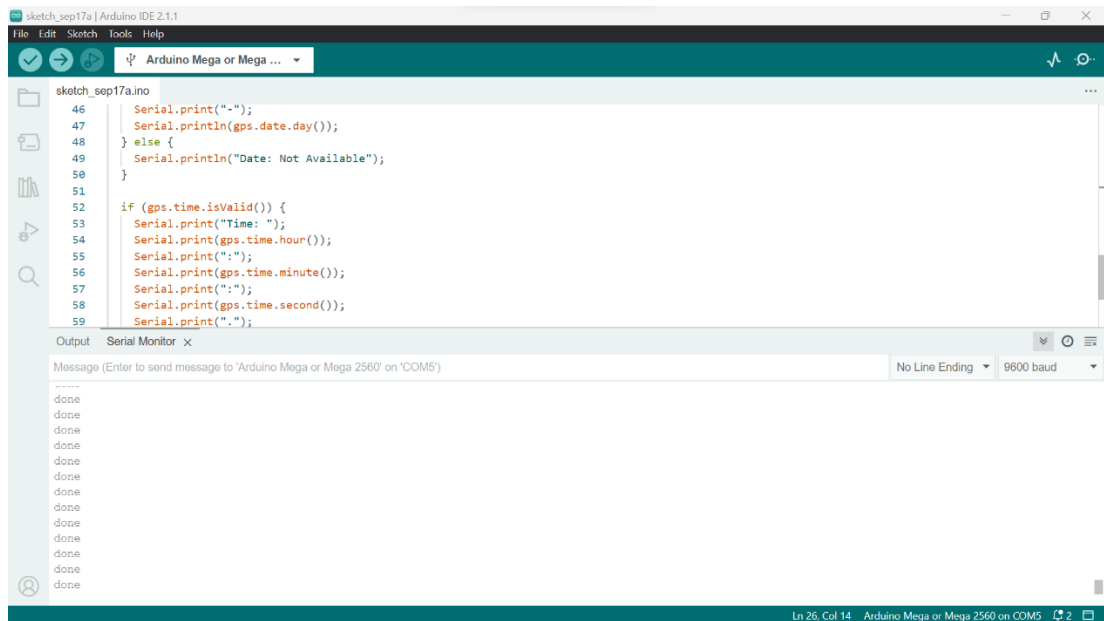 sketch_sep17a | Arduino IDE 2.1.1
File Edit Sketch Tools Help
Arduino Mega or Mega ...
sketch_sep17a.ino
46 Serial.print("-");
47 Serial.println(gps.date.day());
48 } else {
49 Serial.println("Date: Not Available");
50 }
51
52 if (gps.time.isValid()) {
53 Serial.print("Time: ");
54 Serial.print(gps.time.hour());
55 Serial.print(":");
56 Serial.print(gps.time.minute());
57 Serial.print(":");
58 Serial.print(gps.time.second());
59 Serial.print(".");
Output Serial Monitor
Message (Enter to send message to 'Arduino Mega or Mega 2560' on 'COM5') No Line Ending 9600 baud
done
done
done
done
done
done
done
done
done
done
done
done
done
Ln 26, Col 14 Arduino Mega or Mega 2560 on COM5 2